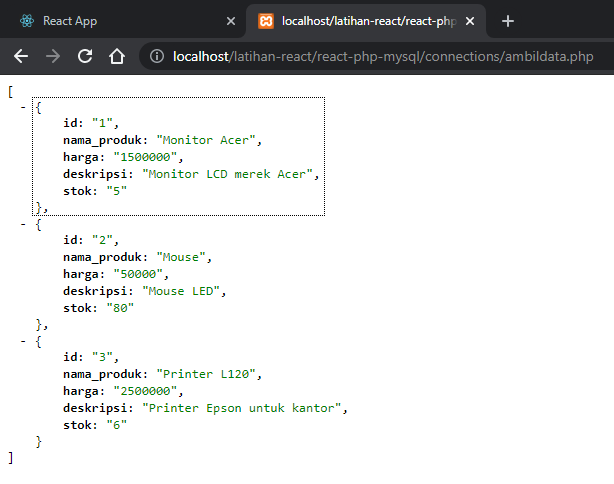 React App
localhost/latihan-react/react-php
localhost/latihan-react/react-php-mysql/connections/ambildata.php
[
- {
id: "1",
nama_produk: "Monitor Acer",
harga: "1500000",
deskripsi: "Monitor LCD merek Acer",
stok: "5"
},
- {
id: "2",
nama_produk: "Mouse",
harga: "50000",
deskripsi: "Mouse LED",
stok: "80"
},
- {
id: "3",
nama_produk: "Printer L120",
harga: "2500000",
deskripsi: "Printer Epson untuk kantor",
stok: "6"
}
]